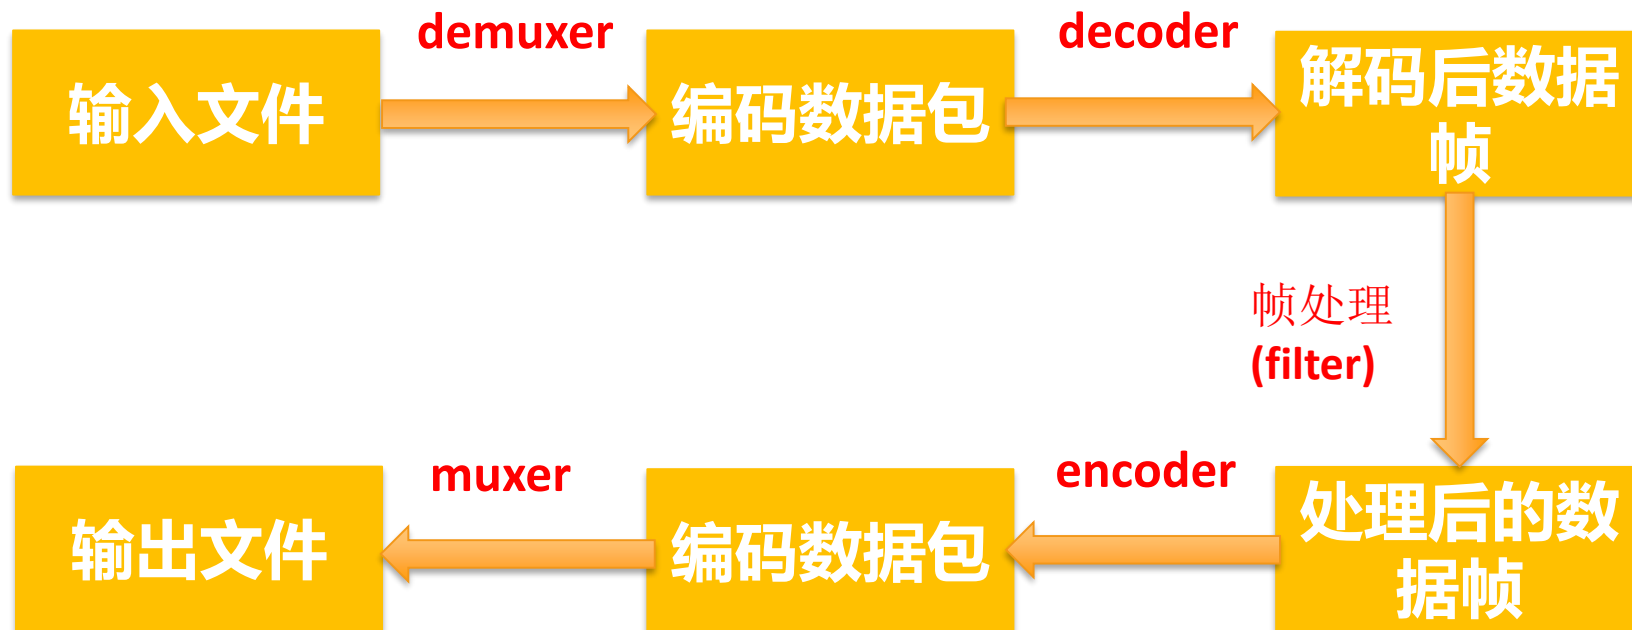 demuxer
decoder
输入文件
编码数据包
解码后数据
帧
帧处理
(filter)
muxer
encoder
输出文件
编码数据包
处理后的数
据帧